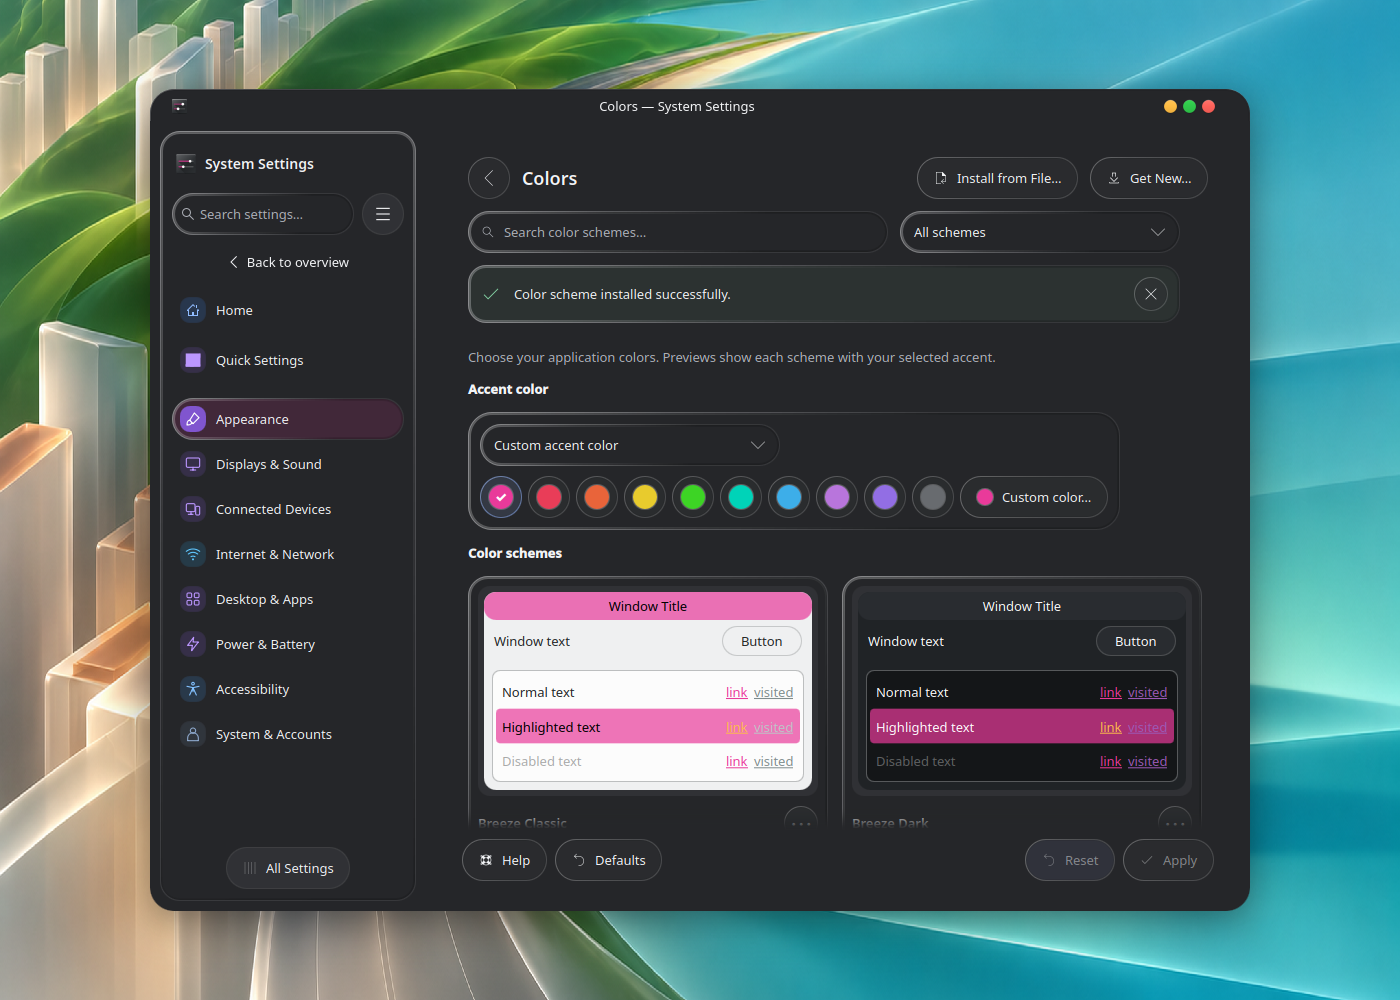 Colors — System Settings
System Settings
Search settings...
Back to overview
Home
Quick Settings
Appearance
Displays & Sound
Connected Devices
Internet & Network
Desktop & Apps
Power & Battery
Accessibility
System & Accounts
All Settings
Colors
Install from File...
Get New...
Search color schemes...
All schemes
Color scheme installed successfully.
Choose your application colors. Previews show each scheme with your selected accent.
Accent color
Custom accent color
Custom color...
Color schemes
Window Title
Window text
Button
Normal text link visited
Highlighted text link visited
Disabled text link visited
Breeze Classic
Window Title
Window text
Button
Normal text link visited
Highlighted text link visited
Disabled text link visited
Breeze Dark
Help
Defaults
Reset
Apply